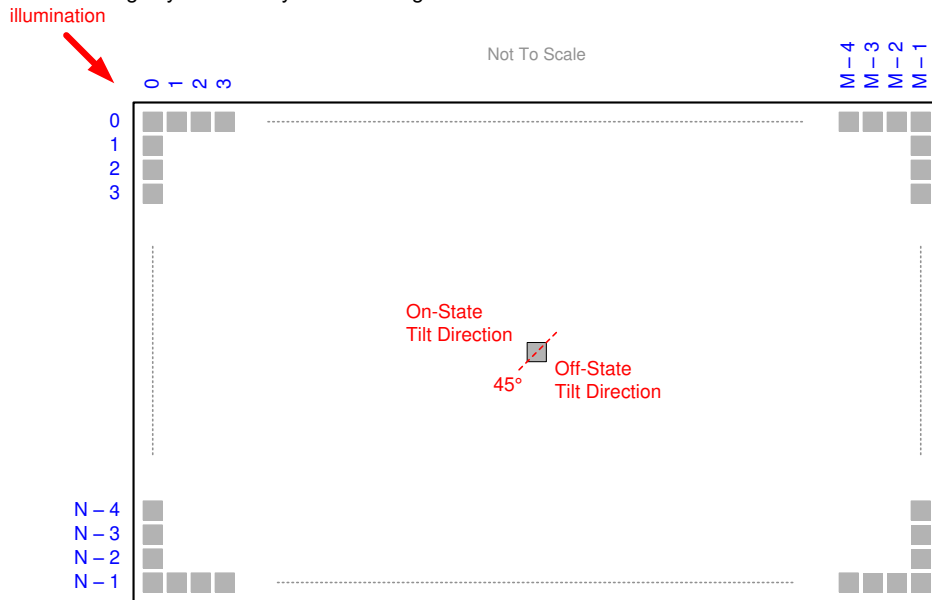 illumination
Not To Scale
0
1
2
3
M – 4
M – 3
M – 2
M – 1
0
1
2
3
On-State
Tilt Direction
45°
Off-State
Tilt Direction
N – 4
N – 3
N – 2
N – 1